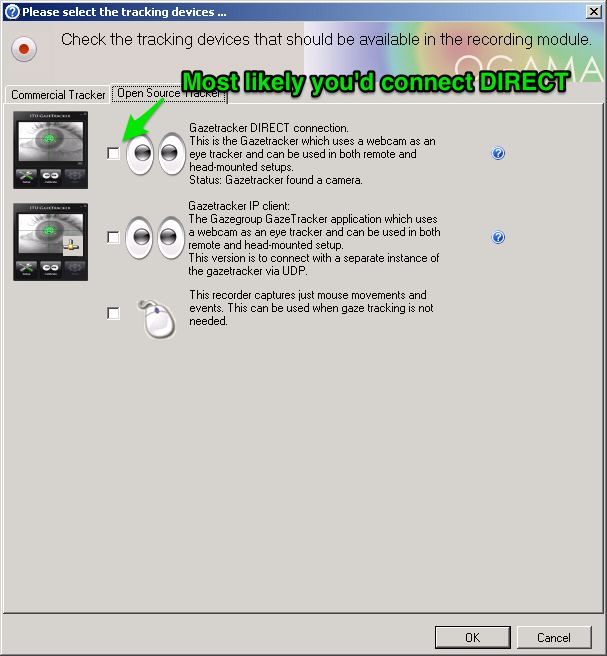 Please select the tracking devices ...
Check the tracking devices that should be available in the recording module.
OGAMA
Most likely you'd connect DIRECT
Commercial Tracker
Open Source Tracker
ITU GAZETRACKER
Gazetracker DIRECT connection.
This is the Gazetracker which uses a webcam as an
eye tracker and can be used in both remote and
head-mounted setups.
Status: Gazetracker found a camera.
ITU GAZETRACKER
Gazetracker IP client:
The Gazegroup GazeTracker application which uses
a webcam as an eye tracker and can be used in both
remote and head-mounted setup.
This version is to connect with a separate instance of
the gazetracker via UDP.
This recorder captures just mouse movements and
events. This can be used when gaze tracking is not
needed.
OK
Cancel